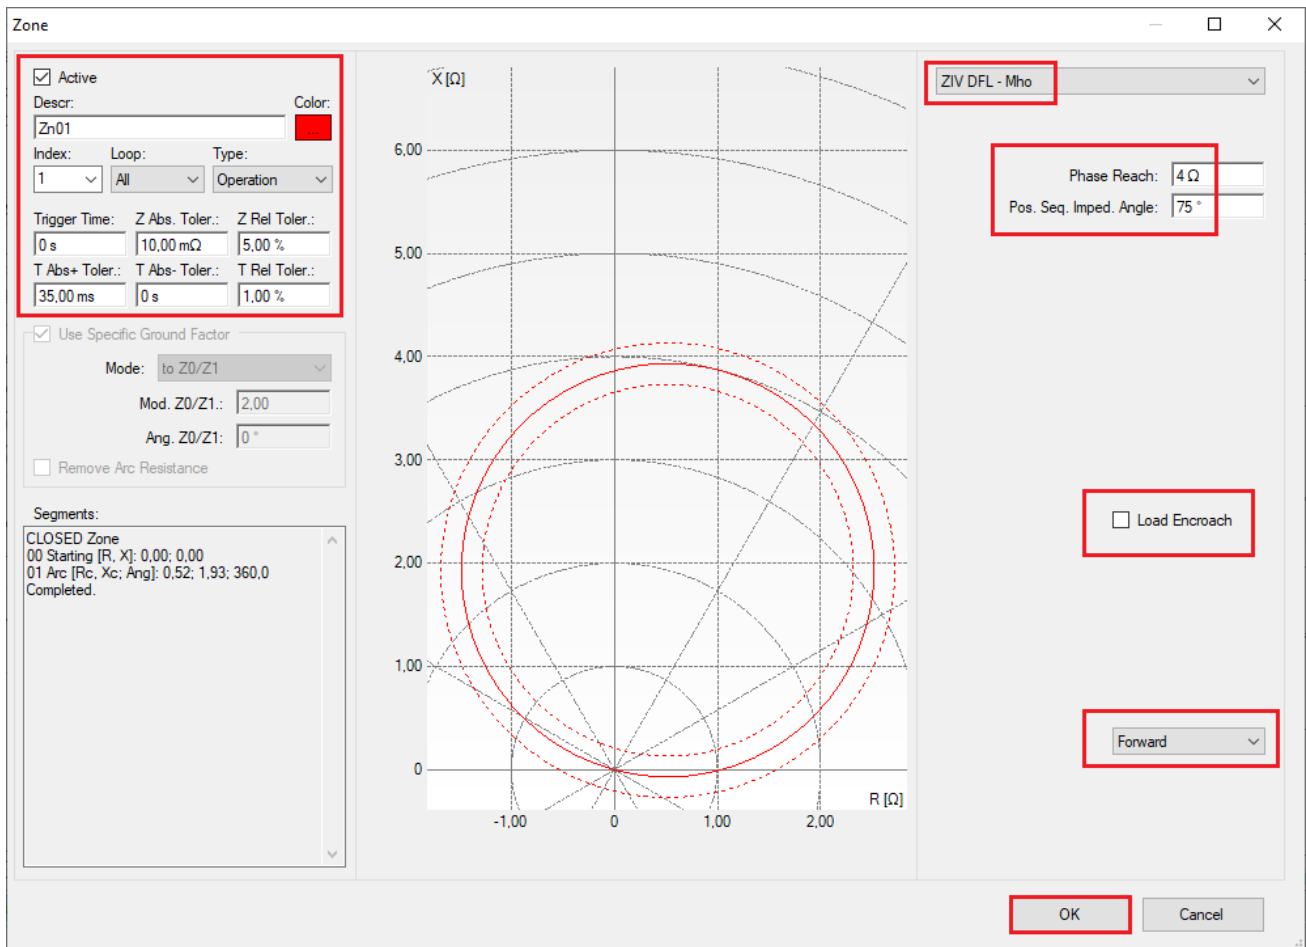 Zone
Active
Descr: Color:
Zn01 ...
Index: Loop: Type:
1 All Operation
Trigger Time: Z Abs. Toler.: Z Rel Toler.:
0 s 10,00 mΩ 5,00 %
T Abs+ Toler.: T Abs- Toler.: T Rel Toler.:
35,00 ms 0 s 1,00 %
Use Specific Ground Factor
Mode: to Z0/Z1
Mod. Z0/Z1.: 2,00
Ang. Z0/Z1: 0 °
Remove Arc Resistance
Segments:
CLOSED Zone
00 Starting [R, X]: 0,00; 0,00
01 Arc [Rc, Xc; Ang]: 0,52; 1,93; 360,0
Completed.
X [Ω]
6,00
5,00
4,00
3,00
2,00
1,00
0
R [Ω]
-1,00 0 1,00 2,00
ZIV DFL - Mho
Phase Reach: 4 Ω
Pos. Seq. Imped. Angle: 75 °
Load Encroach
Forward
OK Cancel